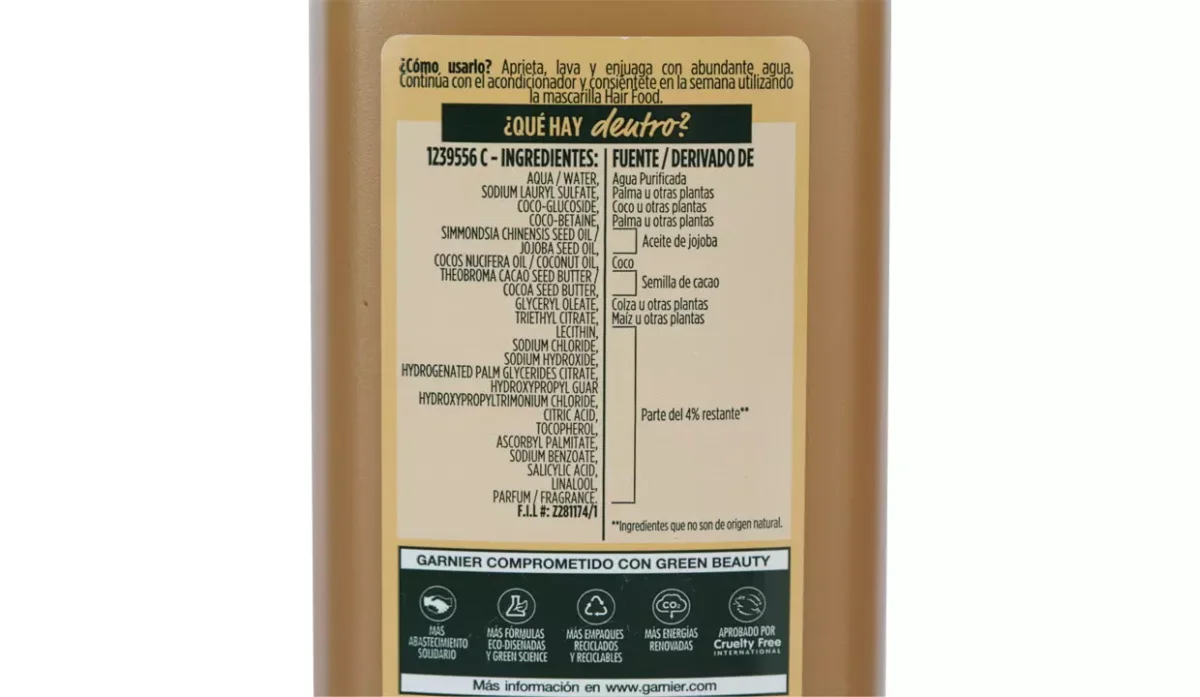 ¿Cómo usarlo? Aprieta, lava y enjuaga con abundante agua.
Continúa con el acondicionador y consiéntete en la semana utilizando
la mascarilla Hair Food.
¿QUÉ HAY dentro?
1239556 C - INGREDIENTES: FUENTE / DERIVADO DE
AQUA / WATER, Agua Purificada
SODIUM LAURYL SULFATE, Palma u otras plantas
COCO-GLUCOSIDE, Coco u otras plantas
COCO-BETAINE, Palma u otras plantas
SIMMONDSIA CHINENSIS SEED OIL /
JOJOBA SEED OIL, Aceite de jojoba
COCOS NUCIFERA OIL / COCONUT OIL, Coco
THEOBROMA CACAO SEED BUTTER /
COCOA SEED BUTTER, Semilla de cacao
GLYCERYL OLEATE, Colza u otras plantas
TRIETHYL CITRATE, Maíz u otras plantas
LECITHIN,
SODIUM CHLORIDE,
SODIUM HYDROXIDE,
HYDROGENATED PALM GLYCERIDES CITRATE,
HYDROXYPROPYL GUAR
HYDROXYPROPYLTRIMONIUM CHLORIDE,
CITRIC ACID, Parte del 4% restante**
TOCOPHEROL,
ASCORBYL PALMITATE,
SODIUM BENZOATE,
SALICYLIC ACID,
LINALOOL,
PARFUM / FRAGRANCE.
F.I.L #: Z281174/1
**Ingredientes que no son de origen natural.
GARNIER COMPROMETIDO CON GREEN BEAUTY
CO2
MÁS
ABASTECIMIENTO
SOLIDARIO
MÁS FÓRMULAS
ECO-DISEÑADAS
Y GREEN SCIENCE
MÁS EMPAQUES
RECICLADOS
Y RECICLABLES
MÁS ENERGÍAS
RENOVADAS
APROBADO POR
Cruelty Free
INTERNATIONAL
Más información en www.garnier.com